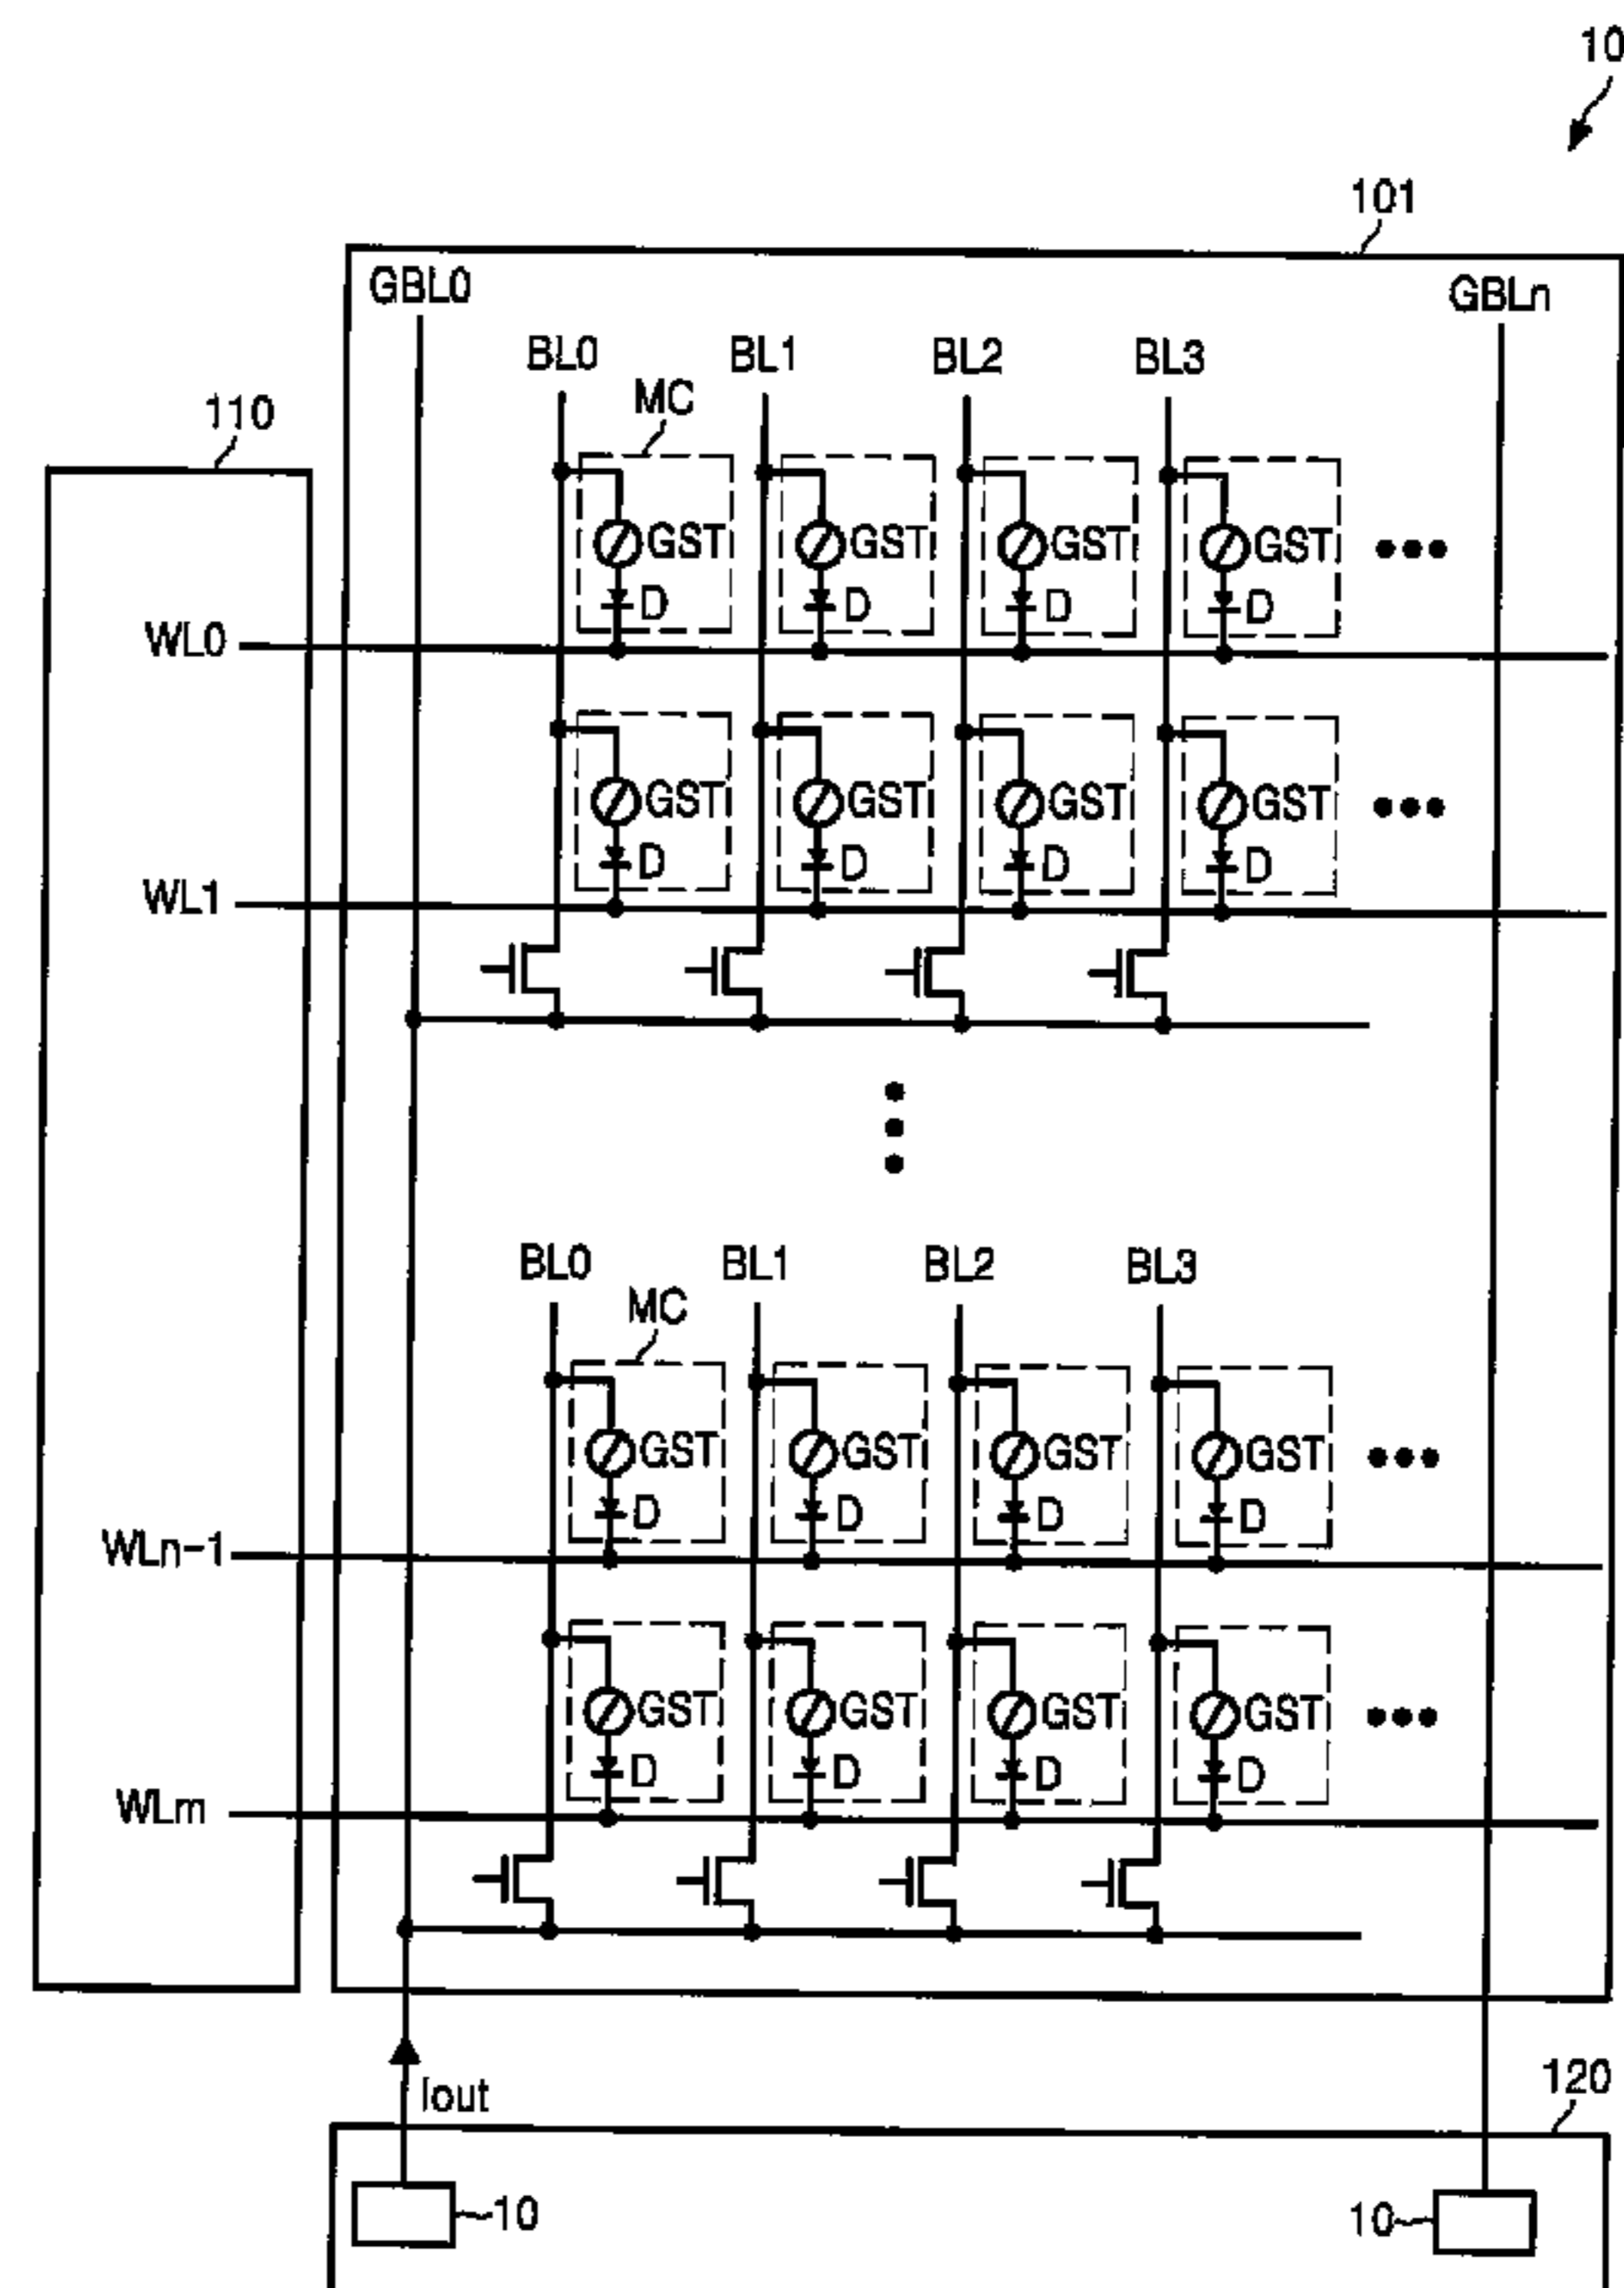 10
101
GBL0 GBLn
BL0 BL1 BL2 BL3
110 MC
GST GST GST GST
D D D D
WL0
GST GST GST GST
D D D D
WL1
BL0 BL1 BL2 BL3
MC
GST GST GST GST
D D D D
WLn-1
GST GST GST GST
D D D D
WLm
120
Iout
10 10